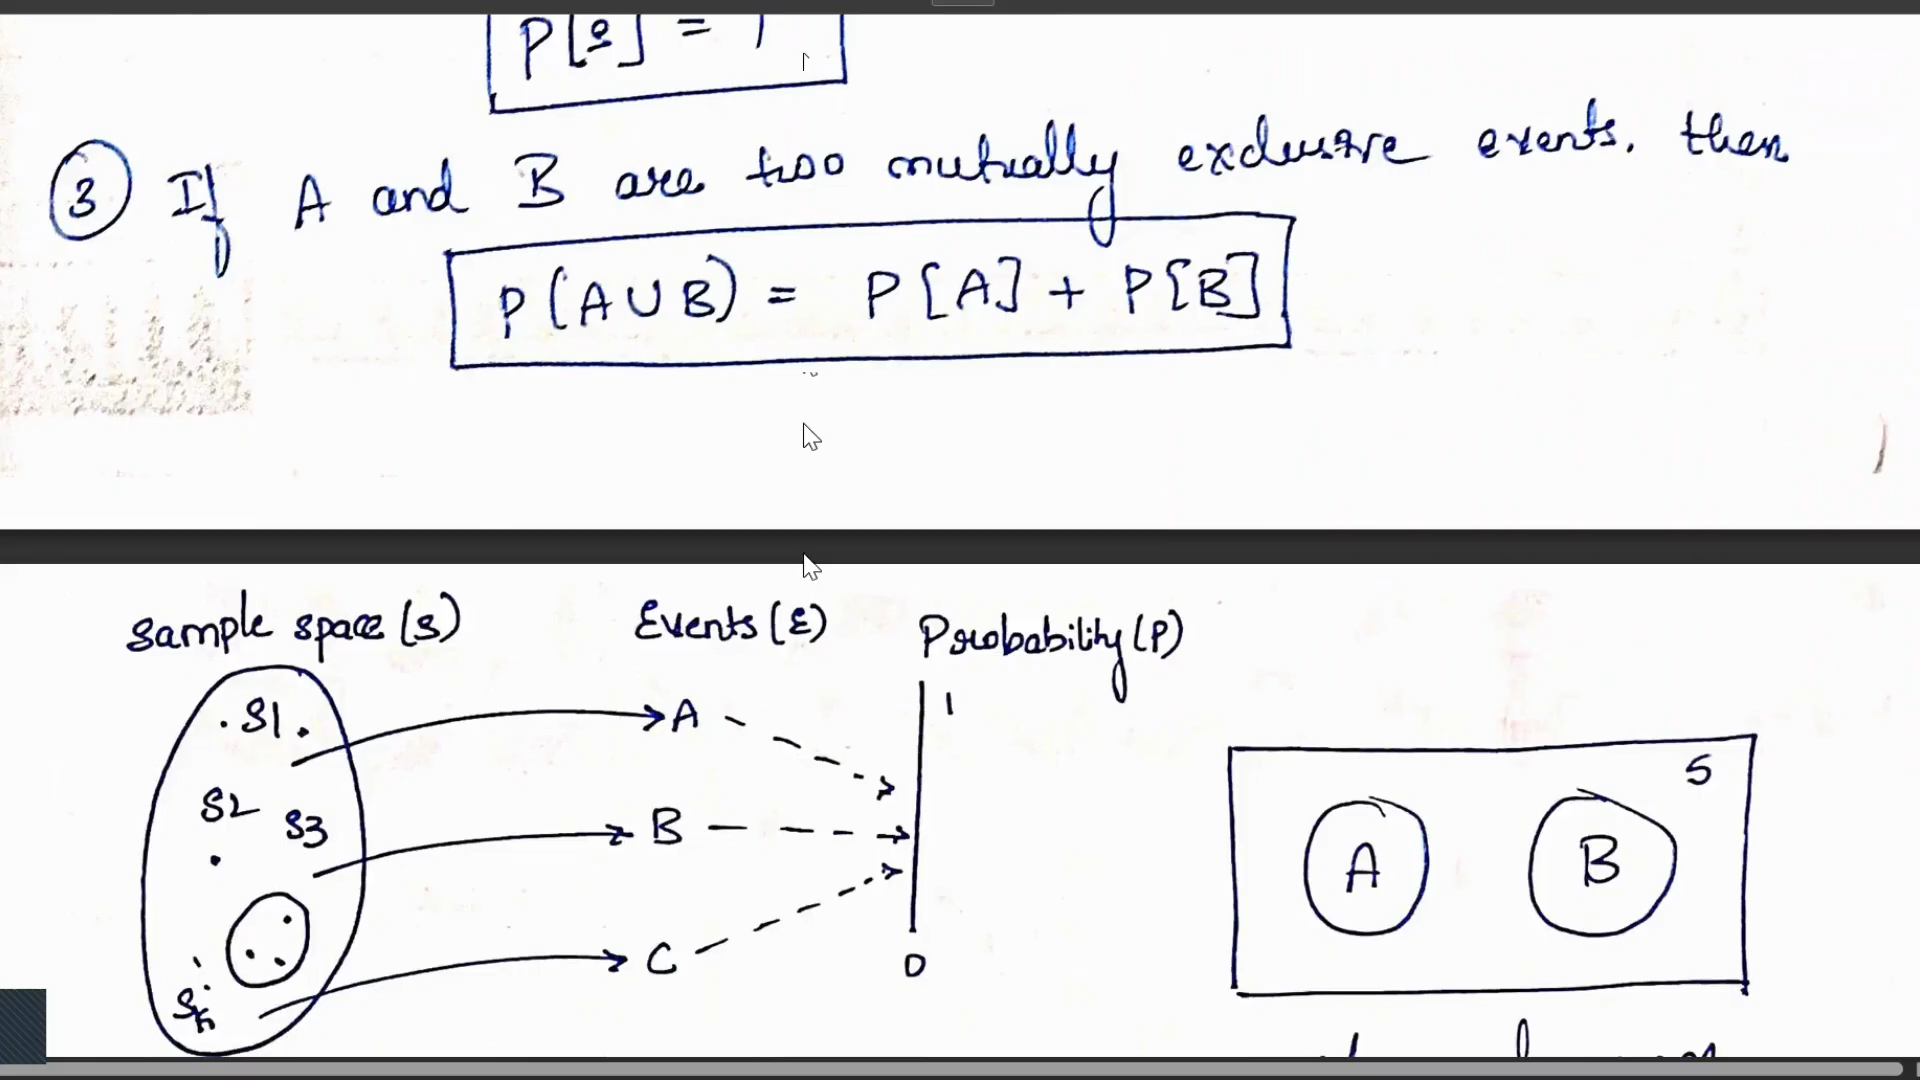 P[s] = 1
③ If A and B are two mutually exclusive events. then
P(A∪B) = P[A] + P[B]
Sample space (s) Events (E) Probability (P)
S1 A 1
S2 S3 B
Sn C 0
S
A B